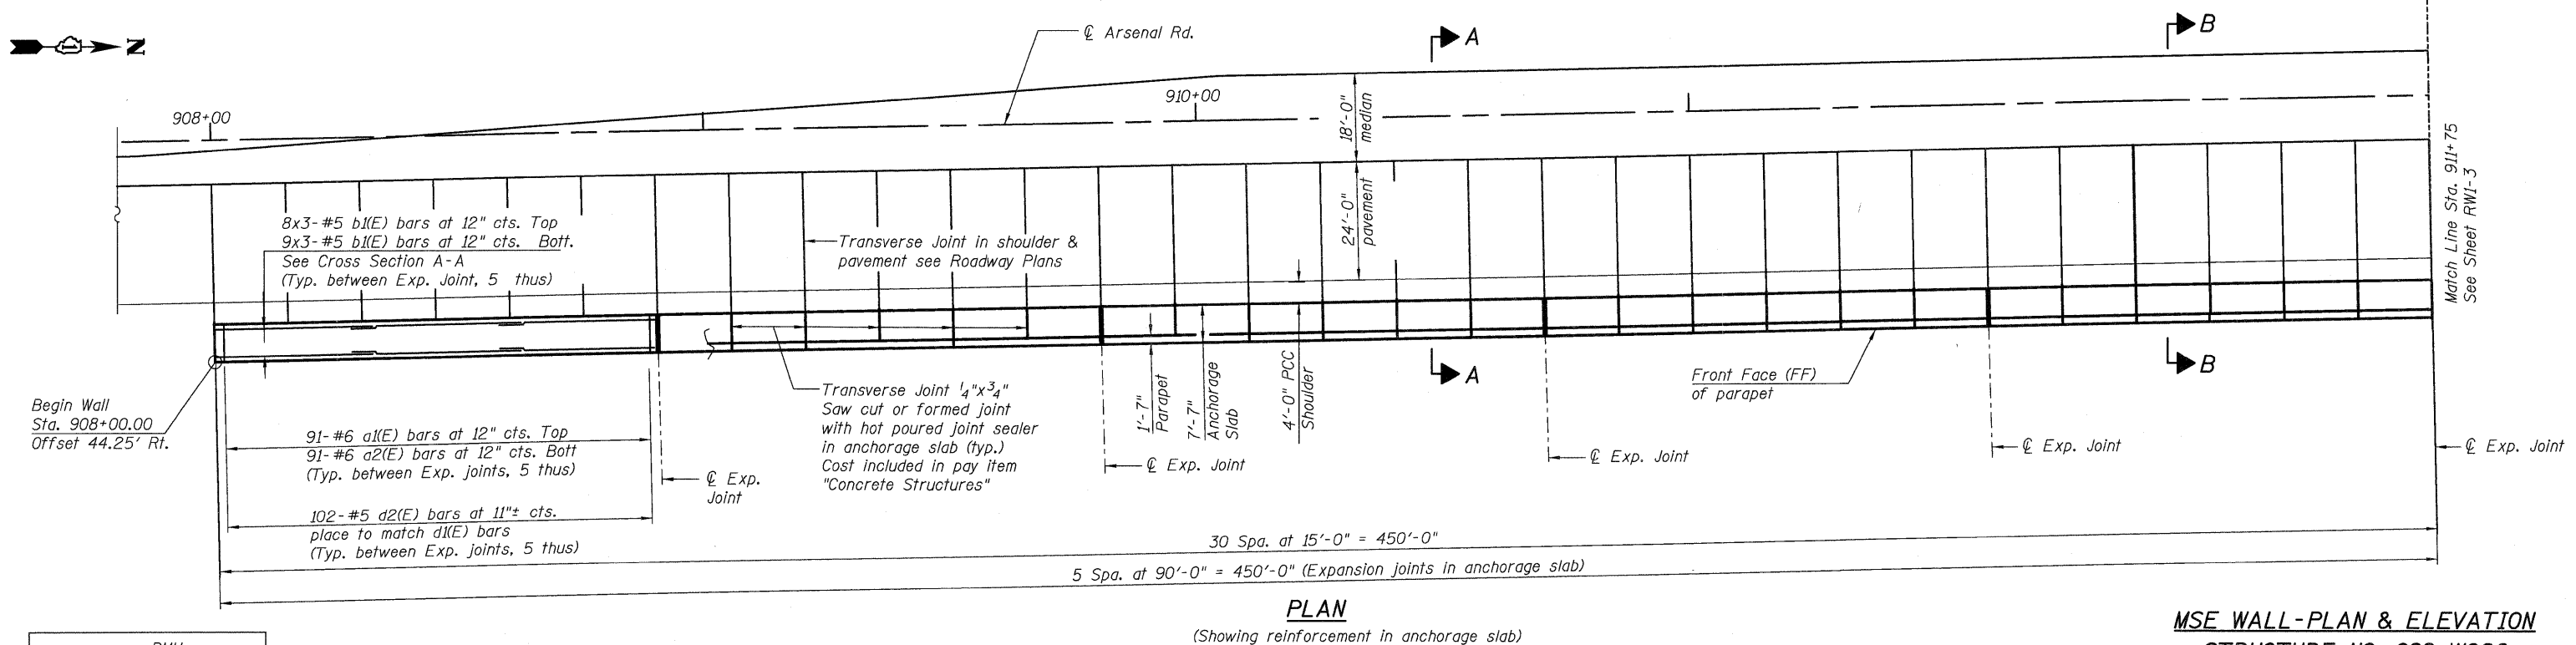 N
℄ Arsenal Rd.
A
B
908+00
910+00
18'-0"
median
24'-0"
pavement
Match Line Sta. 911+75
See Sheet RW1-3
8x3-#5 b1(E) bars at 12" cts. Top
9x3-#5 b1(E) bars at 12" cts. Bott.
See Cross Section A-A
(Typ. between Exp. Joint, 5 thus)
Transverse Joint in shoulder &
pavement see Roadway Plans
Begin Wall
Sta. 908+00.00
Offset 44.25' Rt.
91-#6 a1(E) bars at 12" cts. Top
91-#6 a2(E) bars at 12" cts. Bott
(Typ. between Exp. joints, 5 thus)
102-#5 d2(E) bars at 11"± cts.
place to match d1(E) bars
(Typ. between Exp. joints, 5 thus)
℄ Exp.
Joint
Transverse Joint 1/4"x3/4"
Saw cut or formed joint
with hot poured joint sealer
in anchorage slab (typ.)
Cost included in pay item
"Concrete Structures"
1'-7"
Parapet
7'-7"
Anchorage
Slab
4'-0" PCC
Shoulder
℄ Exp. Joint
A
℄ Exp. Joint
Front Face (FF)
of parapet
℄ Exp. Joint
B
℄ Exp. Joint
30 Spa. at 15'-0" = 450'-0"
5 Spa. at 90'-0" = 450'-0" (Expansion joints in anchorage slab)
PLAN
(Showing reinforcement in anchorage slab)
MSE WALL-PLAN & ELEVATION